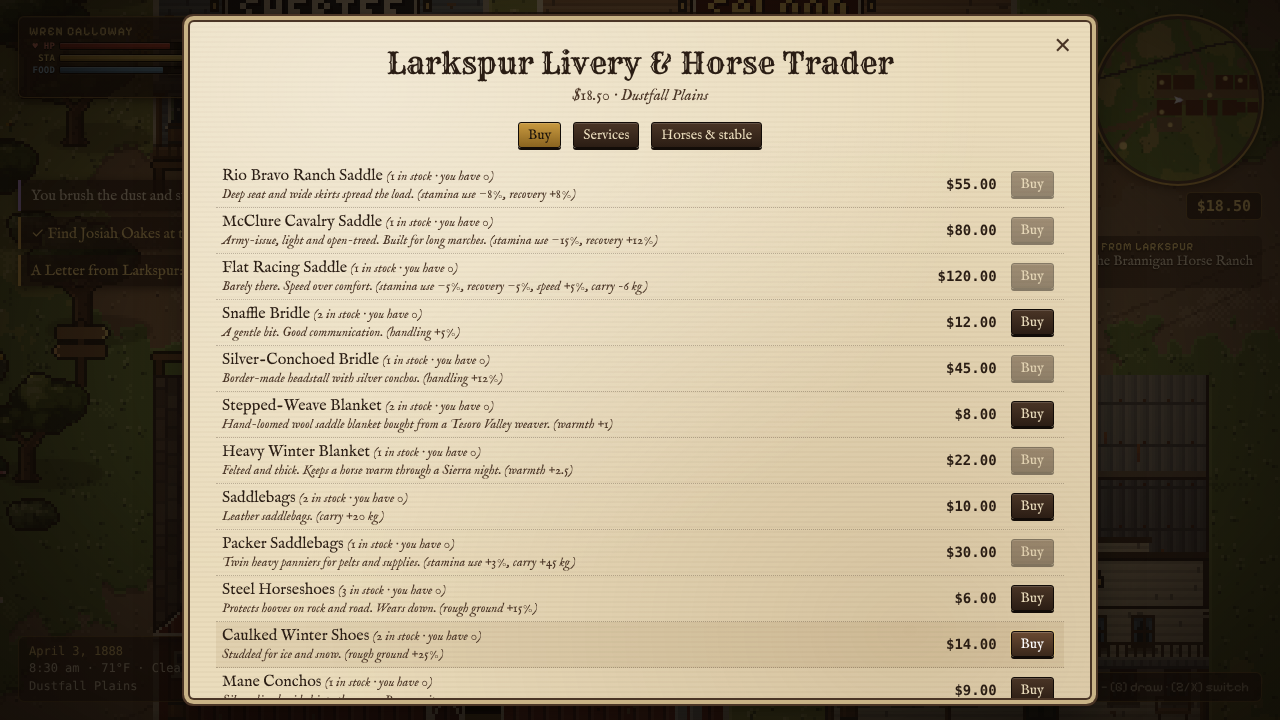 WREN CALLOWAY
♥ HP
STA
FOOD
Larkspur Livery & Horse Trader
$18.50 · Dustfall Plains
Buy
Services
Horses & stable
Rio Bravo Ranch Saddle (1 in stock · you have 0)
Deep seat and wide skirts spread the load. (stamina use −8%, recovery +8%)
$55.00 Buy
McClure Cavalry Saddle (1 in stock · you have 0)
Army-issue, light and open-treed. Built for long marches. (stamina use −15%, recovery +12%)
$80.00 Buy
Flat Racing Saddle (1 in stock · you have 0)
Barely there. Speed over comfort. (stamina use −5%, recovery −5%, speed +5%, carry -6 kg)
$120.00 Buy
Snaffle Bridle (2 in stock · you have 0)
A gentle bit. Good communication. (handling +5%)
$12.00 Buy
Silver-Conchoed Bridle (1 in stock · you have 0)
Border-made headstall with silver conchos. (handling +12%)
$45.00 Buy
Stepped-Weave Blanket (2 in stock · you have 0)
Hand-loomed wool saddle blanket bought from a Tesoro Valley weaver. (warmth +1)
$8.00 Buy
Heavy Winter Blanket (1 in stock · you have 0)
Felted and thick. Keeps a horse warm through a Sierra night. (warmth +2.5)
$22.00 Buy
Saddlebags (2 in stock · you have 0)
Leather saddlebags. (carry +20 kg)
$10.00 Buy
Packer Saddlebags (1 in stock · you have 0)
Twin heavy panniers for pelts and supplies. (stamina use +3%, carry +45 kg)
$30.00 Buy
Steel Horseshoes (3 in stock · you have 0)
Protects hooves on rock and road. Wears down. (rough ground +15%)
$6.00 Buy
Caulked Winter Shoes (2 in stock · you have 0)
Studded for ice and snow. (rough ground +25%)
$14.00 Buy
Mane Conchos (2 in stock · you have 0)
$9.00 Buy
You brush the dust and s
✓ Find Josiah Oakes at t
A Letter from Larkspur:
$18.50
FROM LARKSPUR
he Brannigan Horse Ranch
April 3, 1888
8:30 am · 71°F · Clea
Dustfall Plains
(G) draw · (Z/X) switch